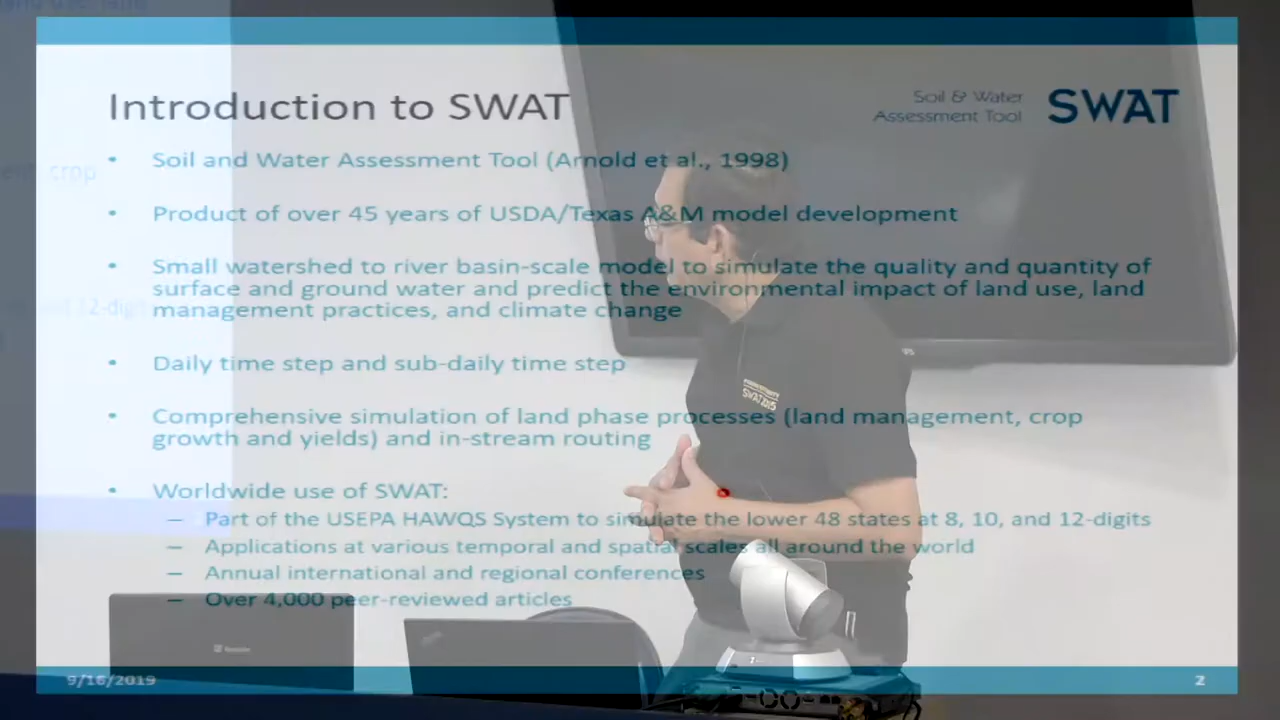 Introduction to SWAT
Soil & Water
Assessment Tool
SWAT
• Soil and Water Assessment Tool (Arnold et al., 1998)
• Product of over 45 years of USDA/Texas A&M model development
• Small watershed to river basin-scale model to simulate the quality and quantity of
surface and ground water and predict the environmental impact of land use, land
management practices, and climate change
• Daily time step and sub-daily time step
• Comprehensive simulation of land phase processes (land management, crop
growth and yields) and in-stream routing
• Worldwide use of SWAT:
– Part of the USEPA HAWQS System to simulate the lower 48 states at 8, 10, and 12-digits
– Applications at various temporal and spatial scales all around the world
– Annual international and regional conferences
– Over 4,000 peer-reviewed articles
9/16/2019
2
crop
12-digi